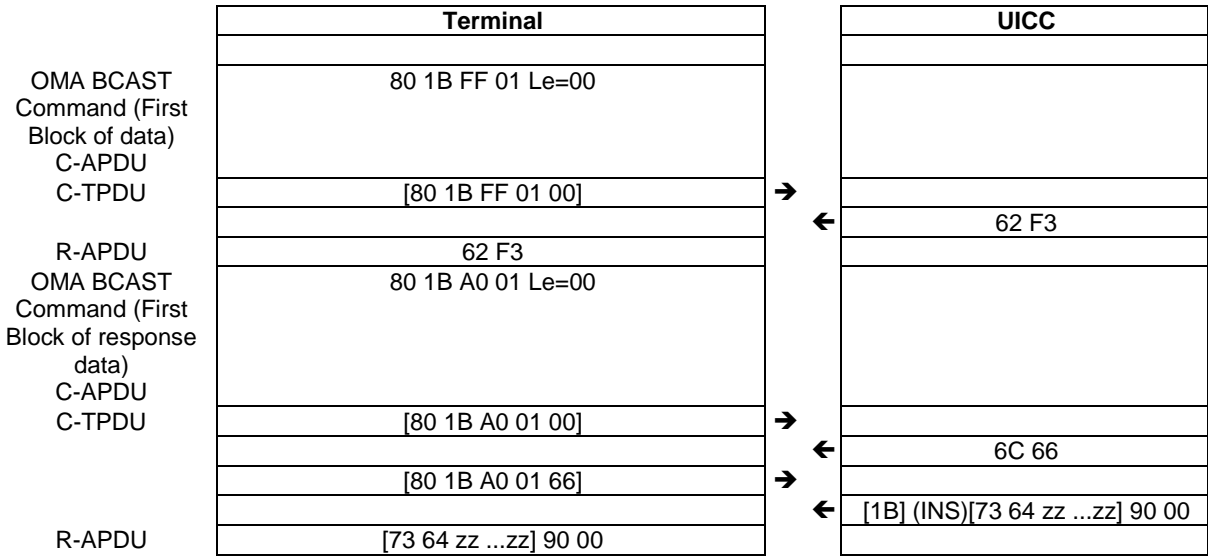 Terminal UICC
OMA BCAST 80 1B FF 01 Le=00
Command (First
Block of data)
C-APDU
C-TPDU [80 1B FF 01 00] ➔
🡸 62 F3
R-APDU 62 F3
OMA BCAST 80 1B A0 01 Le=00
Command (First
Block of response
data)
C-APDU
C-TPDU [80 1B A0 01 00] ➔
🡸 6C 66
[80 1B A0 01 66] ➔
🡸 [1B] (INS)[73 64 zz ...zz] 90 00
R-APDU [73 64 zz ...zz] 90 00